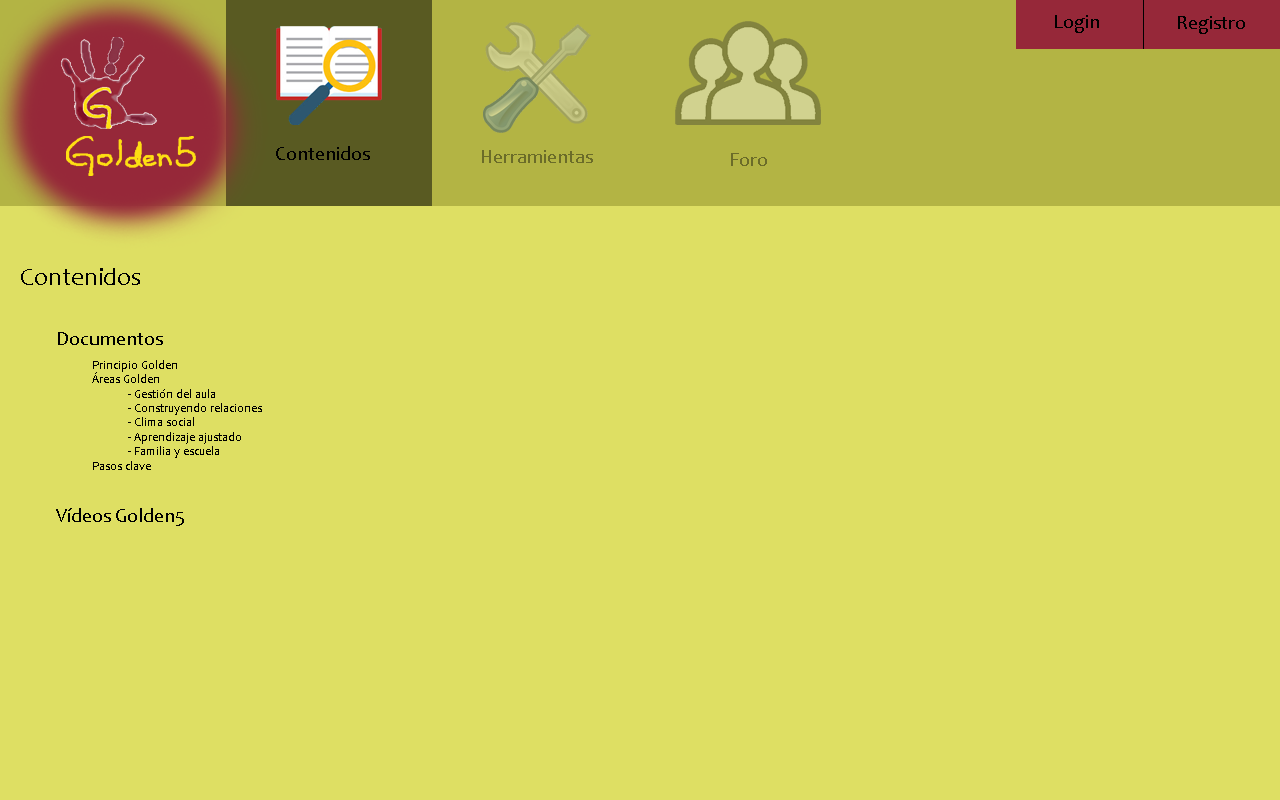 G
Golden5
Contenidos
Herramientas
Foro
Login
Registro
Contenidos
Documentos
Principio Golden
Áreas Golden
- Gestión del aula
- Construyendo relaciones
- Clima social
- Aprendizaje ajustado
- Familia y escuela
Pasos clave
Vídeos Golden5